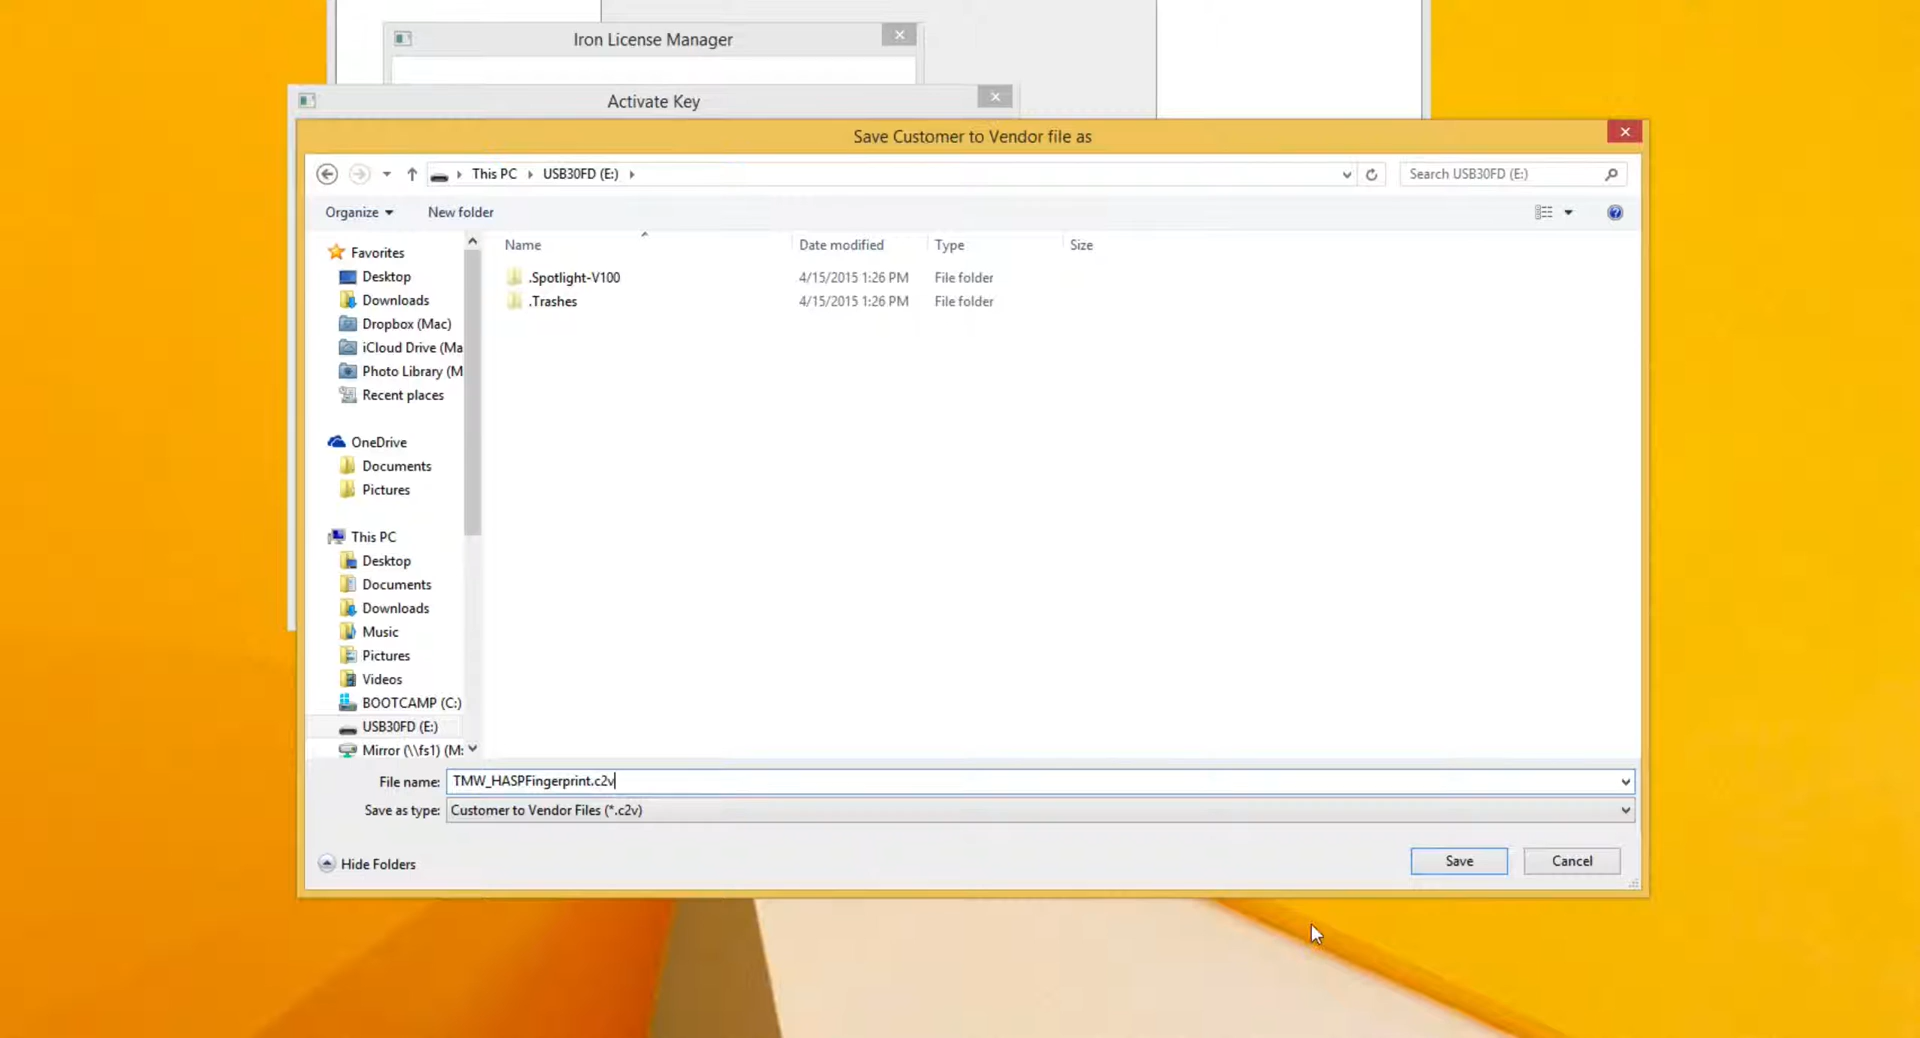 Iron License Manager
Activate Key
Save Customer to Vendor file as
This PC USB30FD (E:)
Search USB30FD (E:)
Organize
New folder
Name Date modified Type Size
.Spotlight-V100 4/15/2015 1:26 PM File folder
.Trashes 4/15/2015 1:26 PM File folder
Favorites
Desktop
Downloads
Dropbox (Mac)
iCloud Drive (Ma
Photo Library (M
Recent places
OneDrive
Documents
Pictures
This PC
Desktop
Documents
Downloads
Music
Pictures
Videos
BOOTCAMP (C:)
USB30FD (E:)
Mirror (\\fs1) (M:
File name: TMW_HASPFingerprint.c2v
Save as type: Customer to Vendor Files (*.c2v)
Hide Folders
Save
Cancel